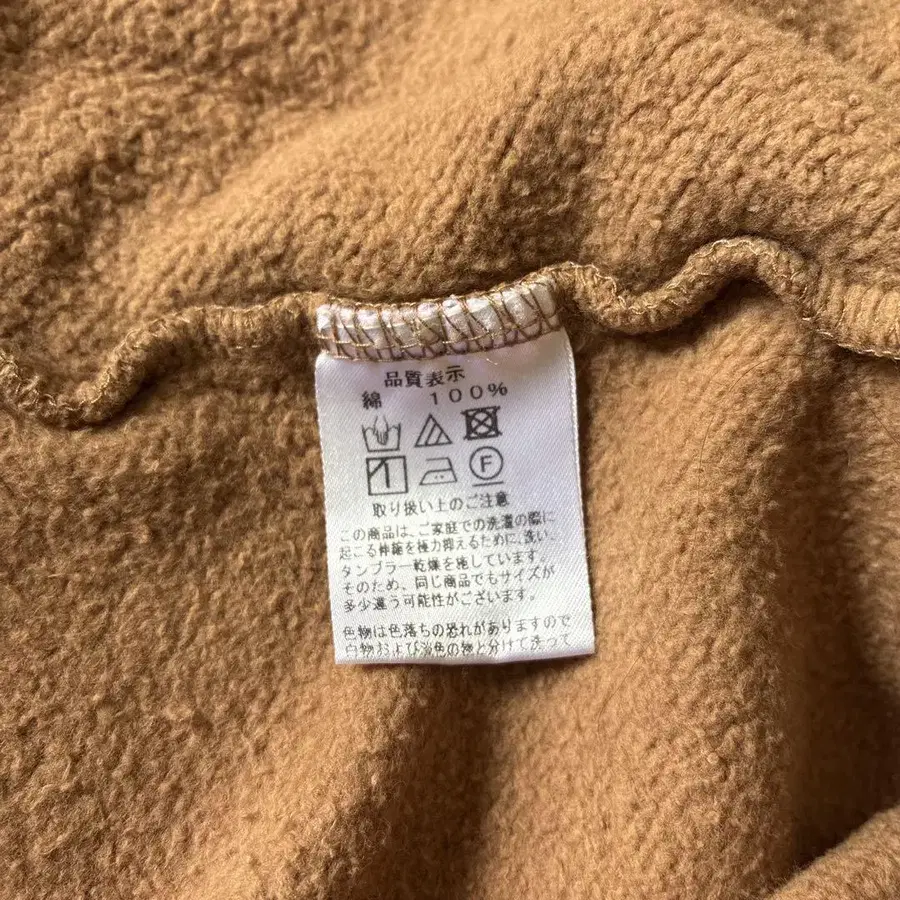 品質表示
綿 100%
F
取り扱い上のご注意
この商品は、ご家庭での洗濯の際に
起こる伸縮を極力抑えるために、洗い、
タンブラー乾燥を施しています。
そのため、同じ商品でもサイズが
多少違う可能性がございます。
色物は色落ちの恐れがありますので
白物および淡色の物と分けて洗って